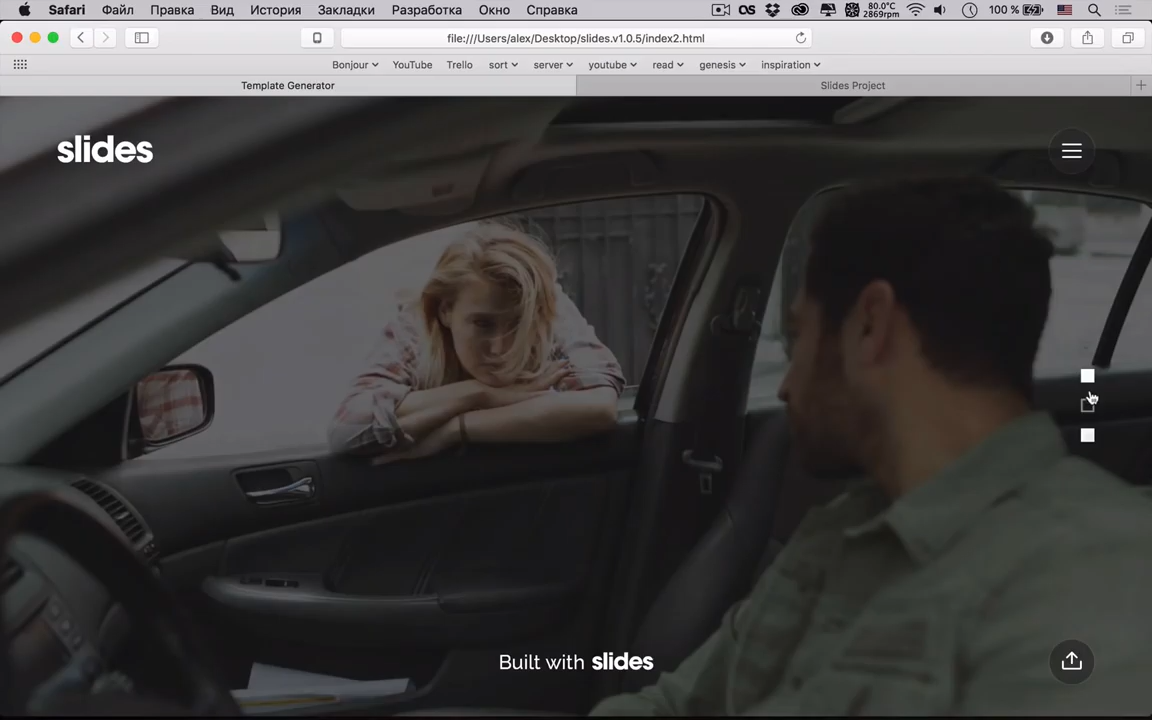 Safari Файл Правка Вид История Закладки Разработка Окно Справка OS 80.0°C 2869rpm 100 %
file:///Users/alex/Desktop/slides.v1.0.5/index2.html
Bonjour YouTube Trello sort server youtube read genesis inspiration
Template Generator Slides Project
slides
Built with slides